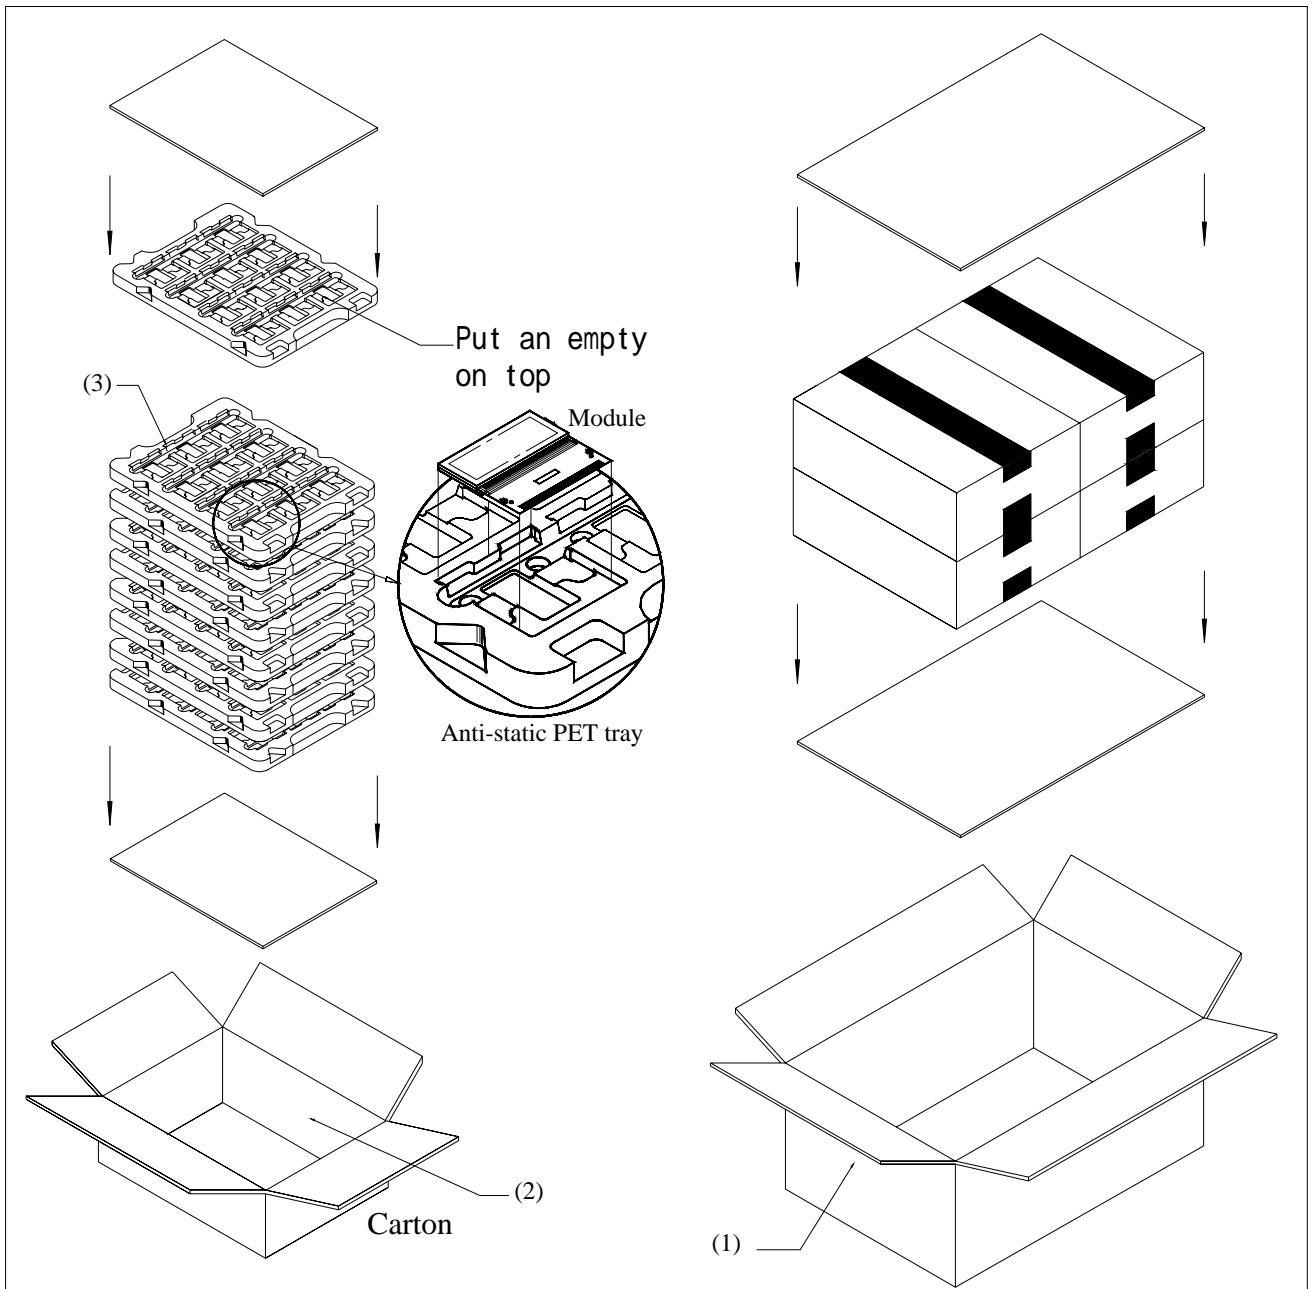 Put an empty
on top
(3)
Module
Anti-static PET tray
(2)
Carton
(1)